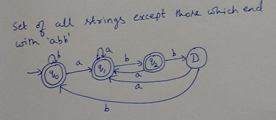 Set of all strings except those which end
with 'abb'
b
a
a
b
b
q0
q1
q2
D
a
a
b